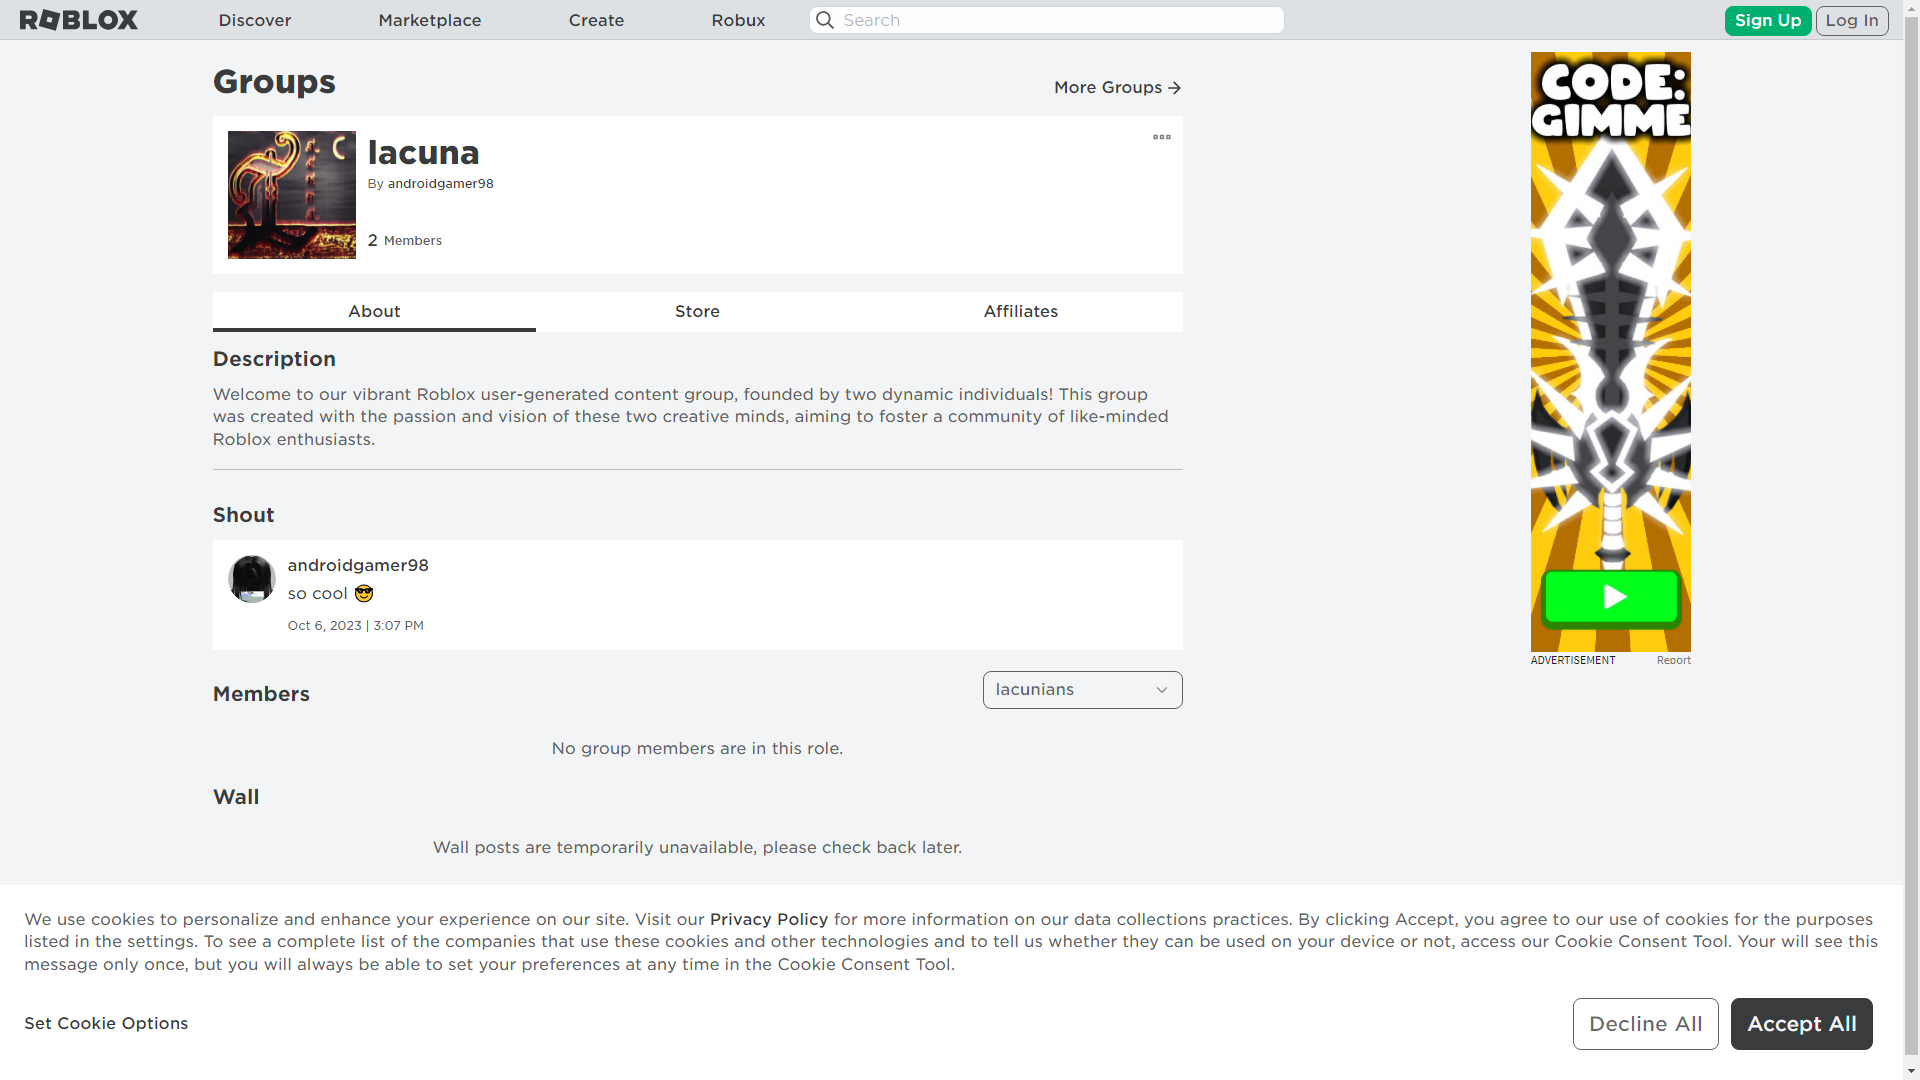 ROBLOX
Discover
Marketplace
Create
Robux
Search
Sign Up
Log In
Groups
More Groups
lacuna
By androidgamer98
2 Members
About
Store
Affiliates
Description
Welcome to our vibrant Roblox user-generated content group, founded by two dynamic individuals! This group
was created with the passion and vision of these two creative minds, aiming to foster a community of like-minded
Roblox enthusiasts.
Shout
androidgamer98
so cool 😎
Oct 6, 2023 | 3:07 PM
Members
lacunians
No group members are in this role.
Wall
Wall posts are temporarily unavailable, please check back later.
CODE:
GIMME
ADVERTISEMENT
Report
We use cookies to personalize and enhance your experience on our site. Visit our Privacy Policy for more information on our data collections practices. By clicking Accept, you agree to our use of cookies for the purposes
listed in the settings. To see a complete list of the companies that use these cookies and other technologies and to tell us whether they can be used on your device or not, access our Cookie Consent Tool. Your will see this
message only once, but you will always be able to set your preferences at any time in the Cookie Consent Tool.
Set Cookie Options
Decline All
Accept All